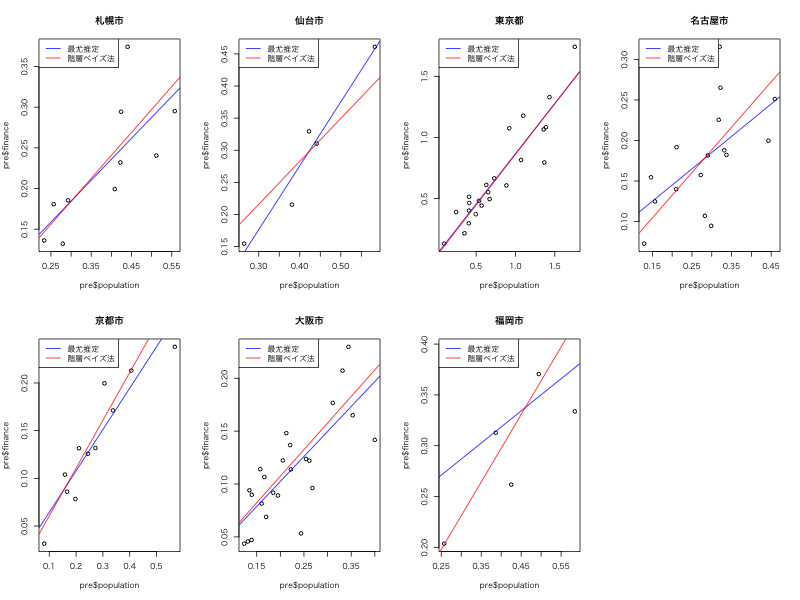 札幌市
最尤推定
階層ベイズ法
pre$finance
0.15 0.20 0.25 0.30 0.35
0.25 0.35 0.45 0.55
pre$population
仙台市
最尤推定
階層ベイズ法
pre$finance
0.15 0.20 0.25 0.30 0.35 0.40 0.45
0.30 0.40 0.50
pre$population
東京都
最尤推定
階層ベイズ法
pre$finance
0.5 1.0 1.5
0.5 1.0 1.5
pre$population
名古屋市
最尤推定
階層ベイズ法
pre$finance
0.10 0.15 0.20 0.25 0.30
0.15 0.25 0.35 0.45
pre$population
京都市
最尤推定
階層ベイズ法
pre$finance
0.05 0.10 0.15 0.20
0.1 0.2 0.3 0.4 0.5
pre$population
大阪市
最尤推定
階層ベイズ法
pre$finance
0.05 0.10 0.15 0.20
0.15 0.25 0.35
pre$population
福岡市
最尤推定
階層ベイズ法
pre$finance
0.20 0.25 0.30 0.35 0.40
0.25 0.35 0.45 0.55
pre$population